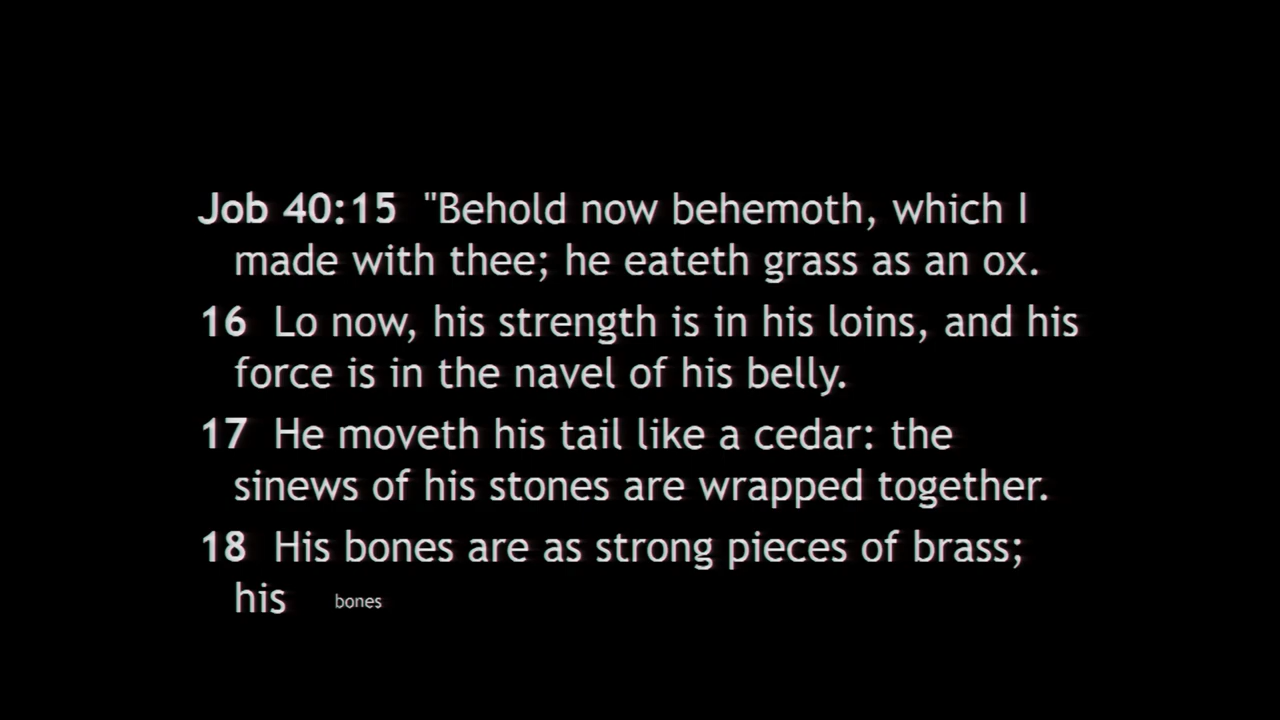 Job 40:15 "Behold now behemoth, which I
made with thee; he eateth grass as an ox.
16 Lo now, his strength is in his loins, and his
force is in the navel of his belly.
17 He moveth his tail like a cedar: the
sinews of his stones are wrapped together.
18 His bones are as strong pieces of brass;
his bones